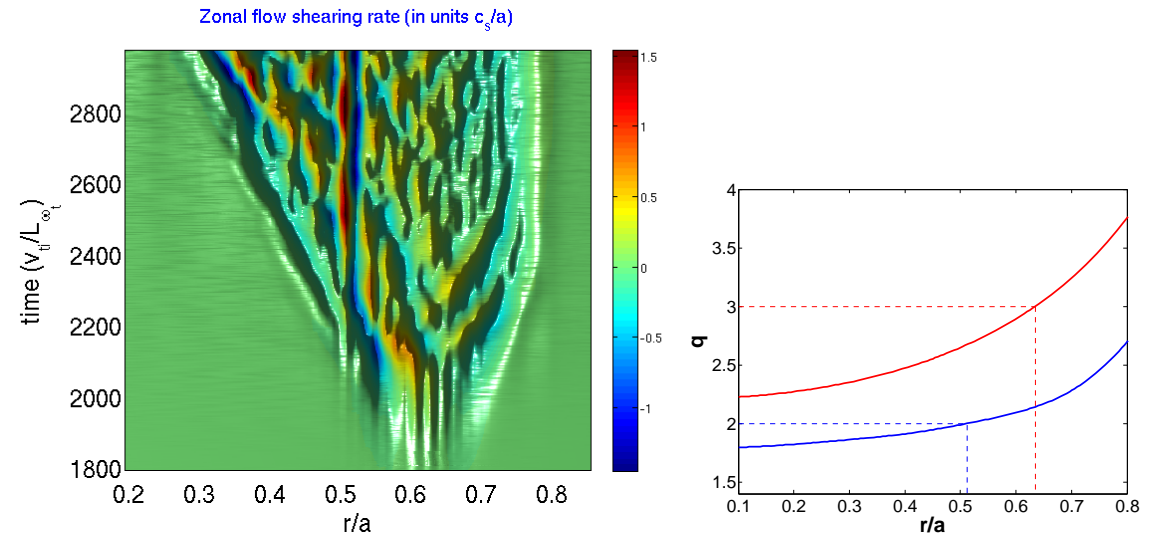 Zonal flow shearing rate (in units c_s/a)
time (v_ti/L_∞t)
2800
2600
2400
2200
2000
1800
0.2 0.3 0.4 0.5 0.6 0.7 0.8
r/a
1.5
1
0.5
0
-0.5
-1
q
4
3.5
3
2.5
2
1.5
0.1 0.2 0.3 0.4 0.5 0.6 0.7 0.8
r/a